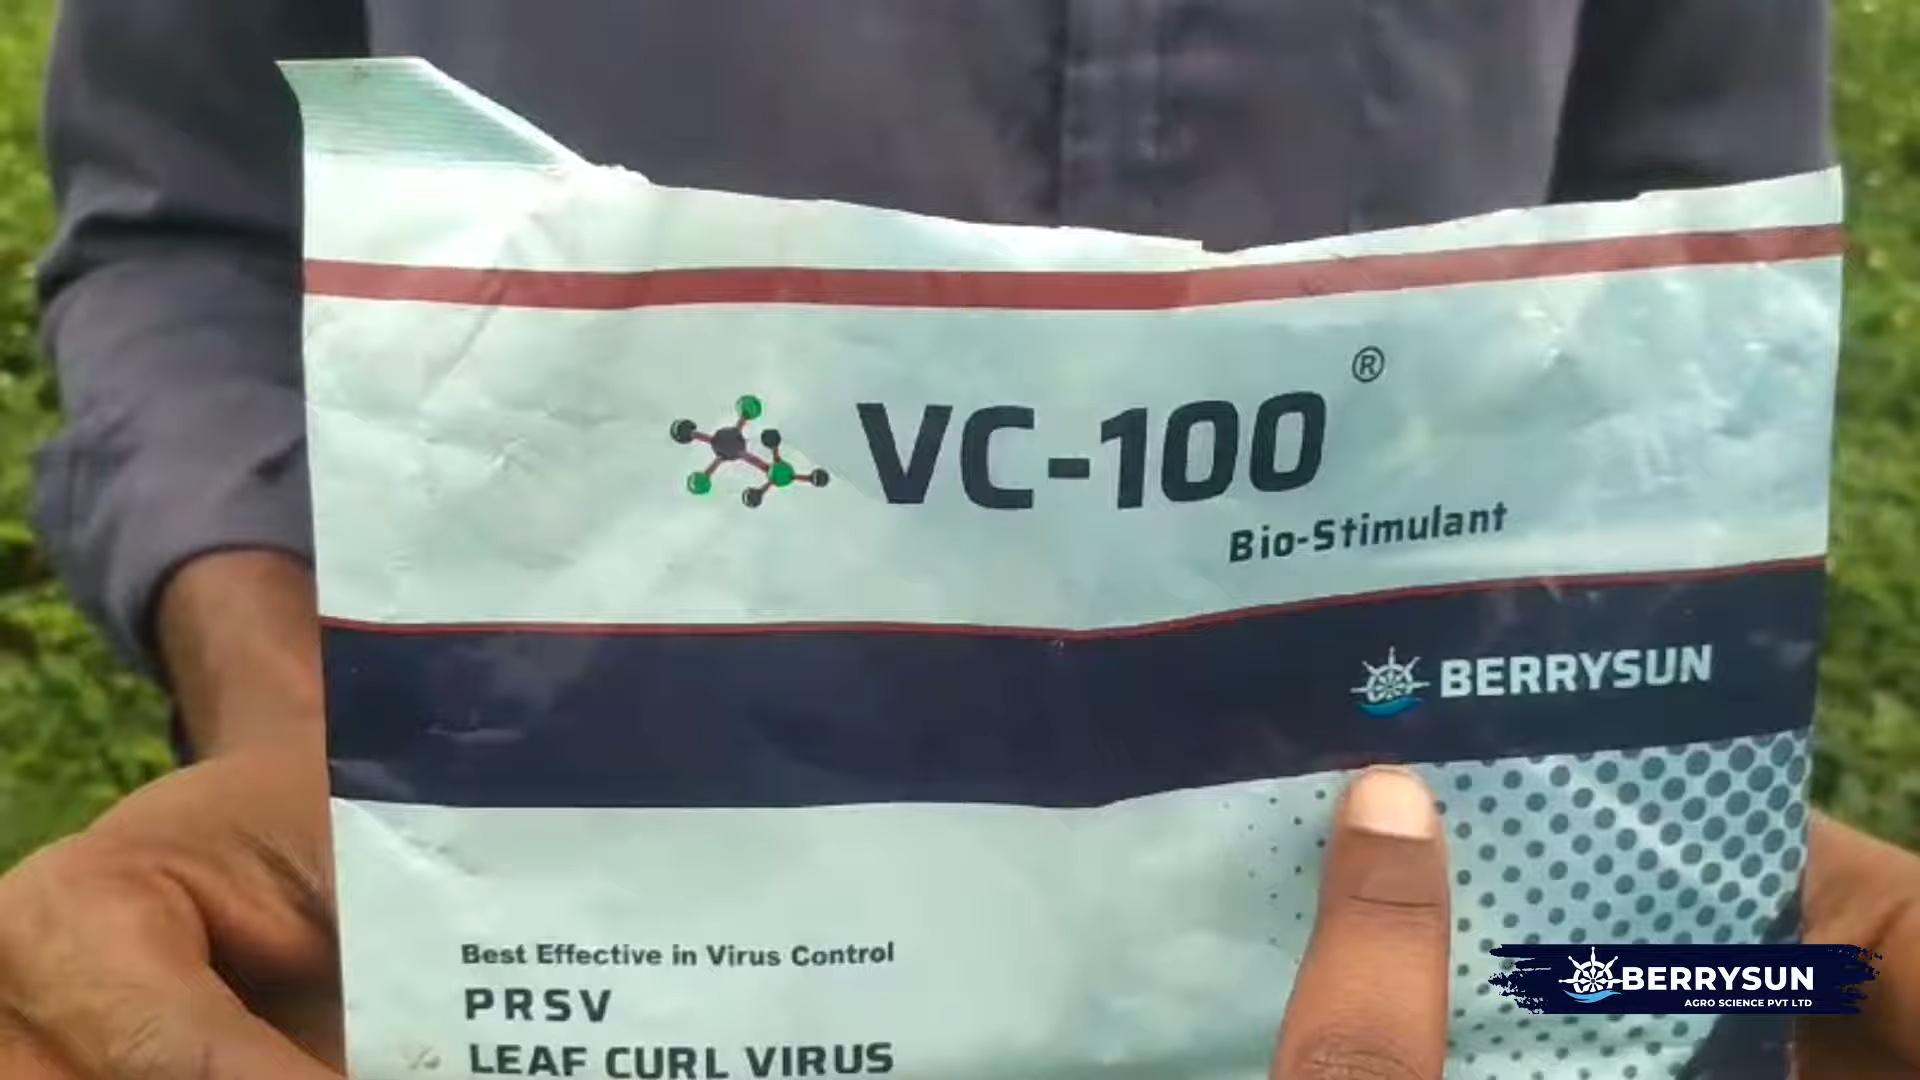 VC-100 ®
Bio-Stimulant
BERRYSUN
Best Effective in Virus Control
PRSV
LEAF CURL VIRUS
BERRYSUN
AGRO SCIENCE PVT LTD